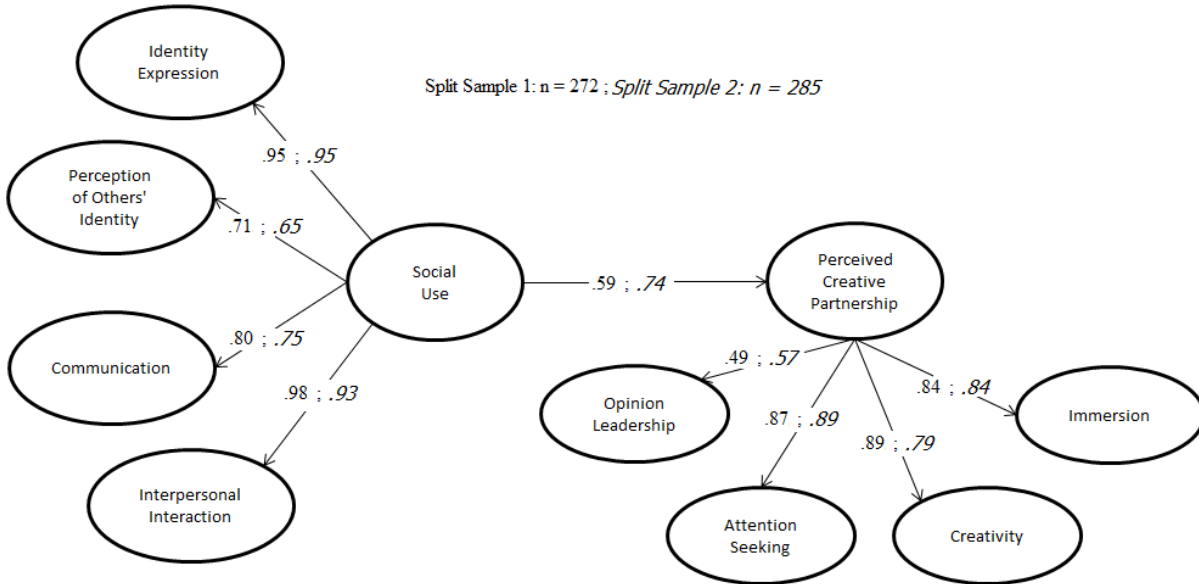 Identity
Expression
Split Sample 1: n = 272 ; Split Sample 2: n = 285
.95 ; .95
Perception
of Others'
Identity
.71 ; .65
Social
Use
.59 ; .74
Perceived
Creative
Partnership
.80 ; .75
Communication
.98 ; .93
.49 ; .57
.84 ; .84
Opinion
Leadership
.87 ; .89
.89 ; .79
Immersion
Interpersonal
Interaction
Attention
Seeking
Creativity